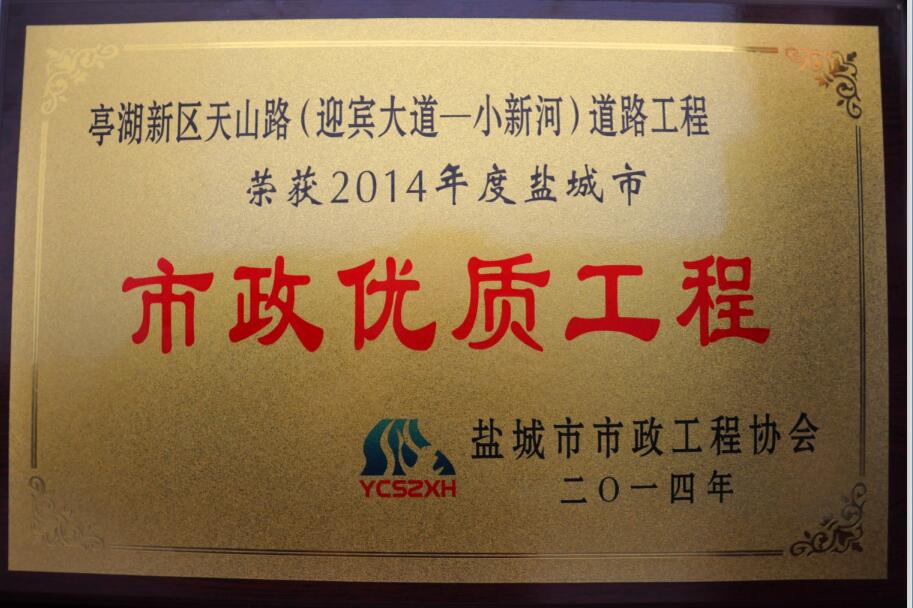 亭湖新区天山路（迎宾大道—小新河）道路工程
荣获2014年度盐城市
市政优质工程
YCSZXH
盐城市市政工程协会
二〇一四年